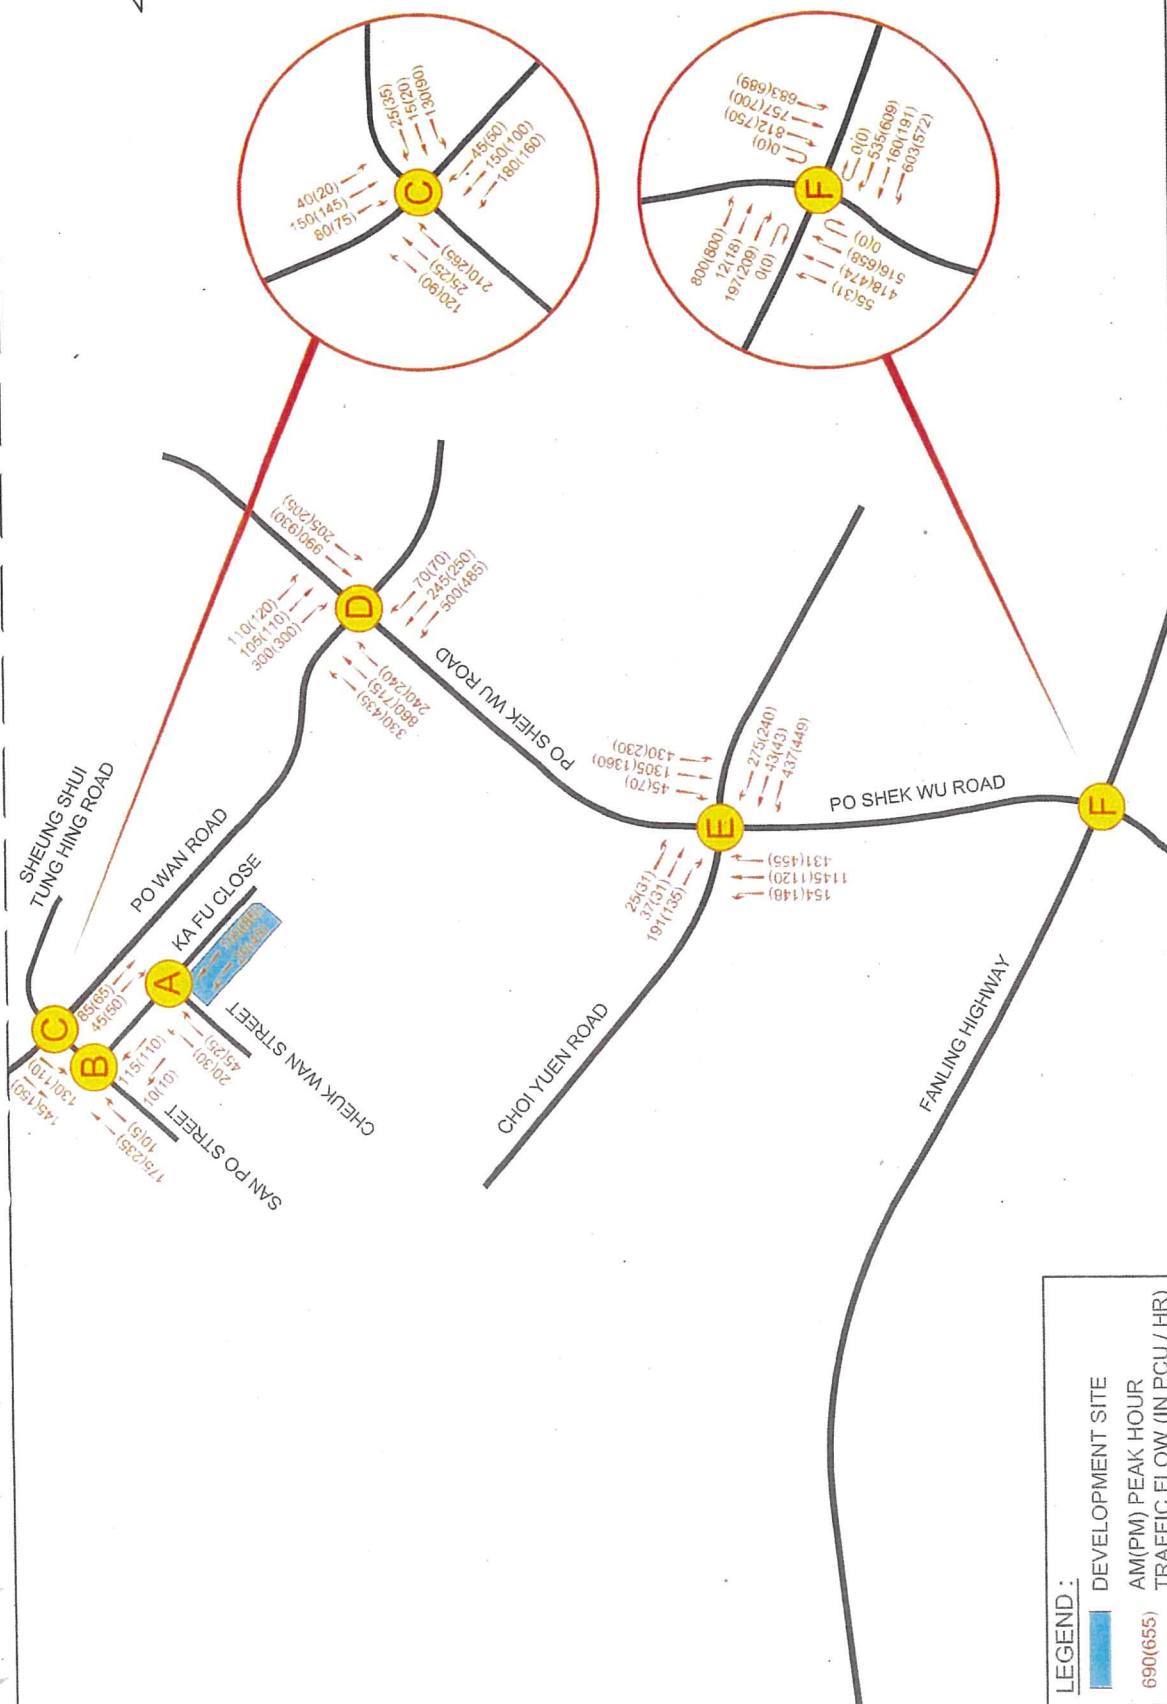 25(35)
15(20)
130(90)
40(20)
150(145)
80(75)
C
45(50)
150(100)
180(160)
210(265)
25(25)
120(90)
683(689)
757(700)
812(750)
0(0)
800(800)
12(18)
197(209)
0(0)
F
0(0)
535(609)
160(191)
603(572)
0(0)
516(658)
418(474)
55(31)
205(205)
990(930)
110(120)
105(110)
300(300)
D
70(70)
245(250)
500(485)
240(240)
860(715)
330(435)
PO SHEK WU ROAD
SHEUNG SHUI
TUNG HING ROAD
PO WAN ROAD
KA FU CLOSE
C
85(65)
45(50)
A
B
145(150)
130(110)
115(110)
10(10)
45(25)
20(30)
10(5)
175(235)
CHEUK WAN STREET
SAN PO STREET
430(230)
1305(1360)
45(70)
275(240)
43(43)
437(449)
E
25(31)
37(31)
191(135)
431(455)
1145(1120)
154(148)
PO SHEK WU ROAD
CHOI YUEN ROAD
F
FANLING HIGHWAY
LEGEND :
DEVELOPMENT SITE
690(655) AM(PM) PEAK HOUR
TRAFFIC FLOW (IN PCU / HR)